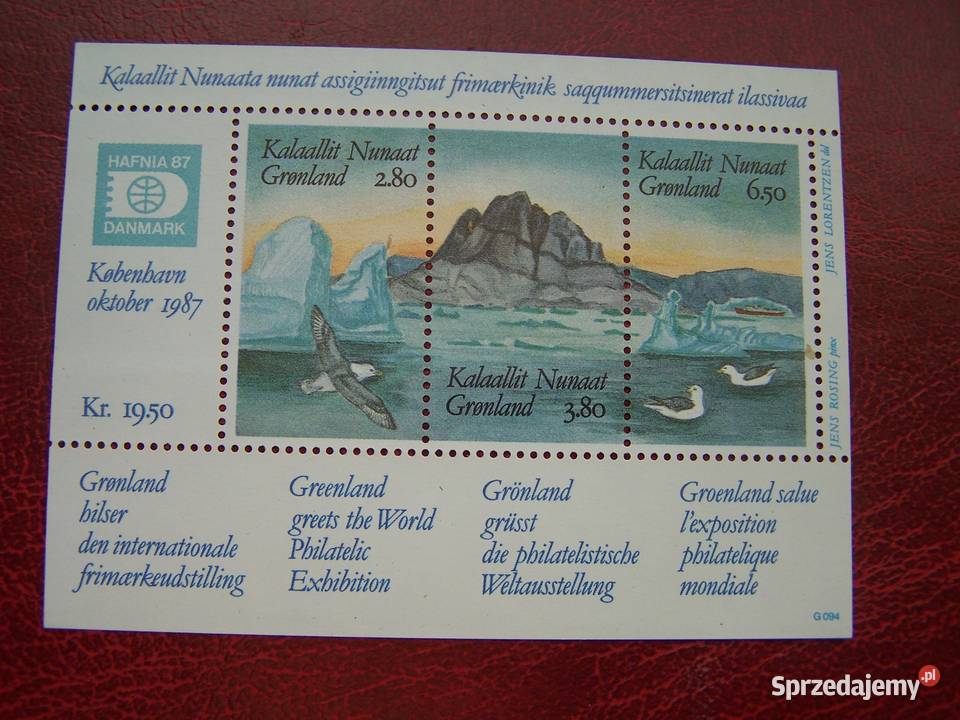 Kalaallit Nunaata nunat assigiinngitsut frimærkinik saqqummersitsinerat ilassivaa
HAFNIA 87
DANMARK
København
oktober 1987
Kr. 19.50
Kalaallit Nunaat
Grønland 2.80
Kalaallit Nunaat
Grønland 3.80
Kalaallit Nunaat
Grønland 6.50
JENS LORENTZEN del
JENS ROSING pinx
Grønland
hilser
den internationale
frimærkeudstilling
Greenland
greets the World
Philatelic
Exhibition
Grönland
grüsst
die philatelistische
Weltausstellung
Groenland salue
l'exposition
philatelique
mondiale
G 094
Sprzedajemy.pl